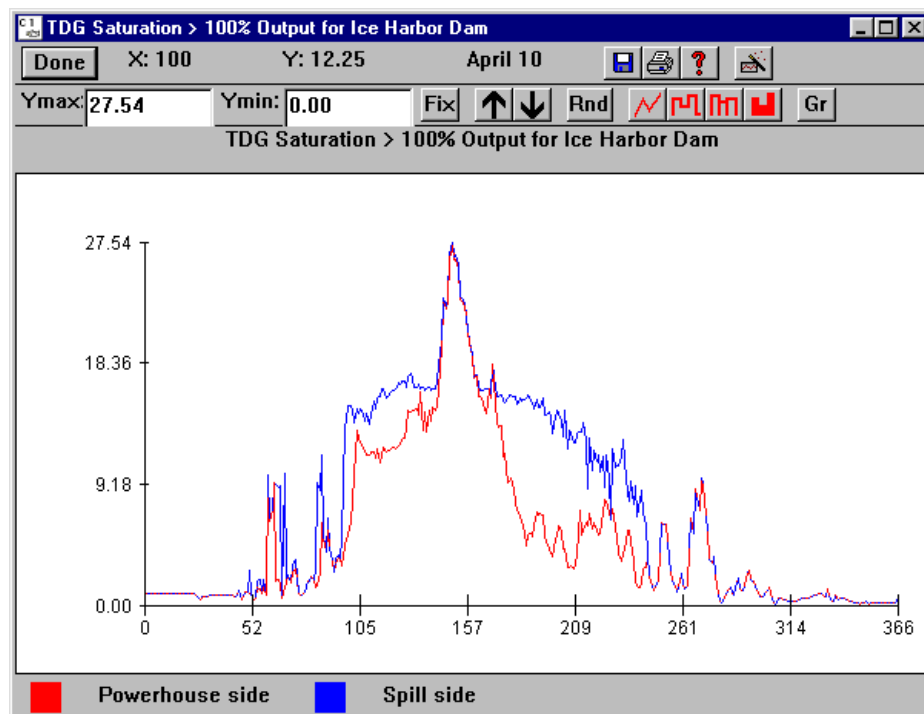 TDG Saturation > 100% Output for Ice Harbor Dam
Done X: 100 Y: 12.25 April 10
Ymax: 27.54 Ymin: 0.00 Fix Rnd Gr
TDG Saturation > 100% Output for Ice Harbor Dam
27.54
18.36
9.18
0.00
0 52 105 157 209 261 314 366
Powerhouse side Spill side